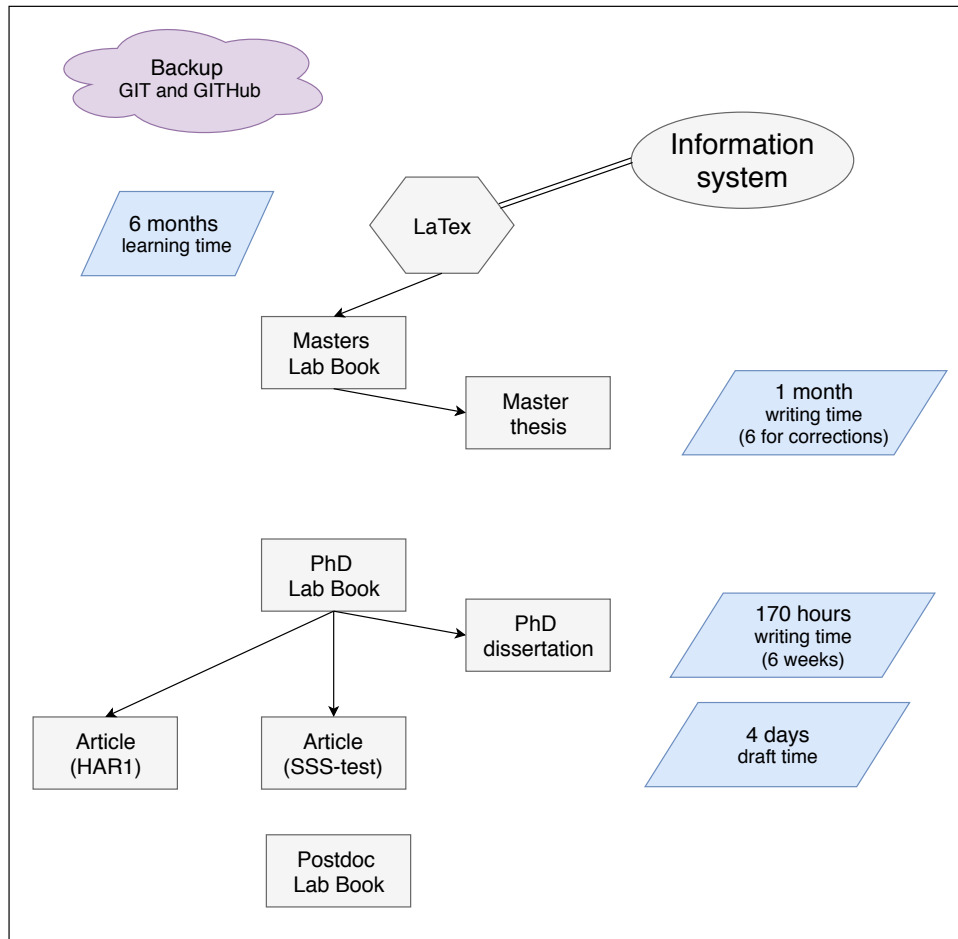 Backup
GIT and GITHub
Information
system
LaTex
6 months
learning time
Masters
Lab Book
Master
thesis
1 month
writing time
(6 for corrections)
PhD
Lab Book
PhD
dissertation
170 hours
writing time
(6 weeks)
Article
(HAR1)
Article
(SSS-test)
4 days
draft time
Postdoc
Lab Book